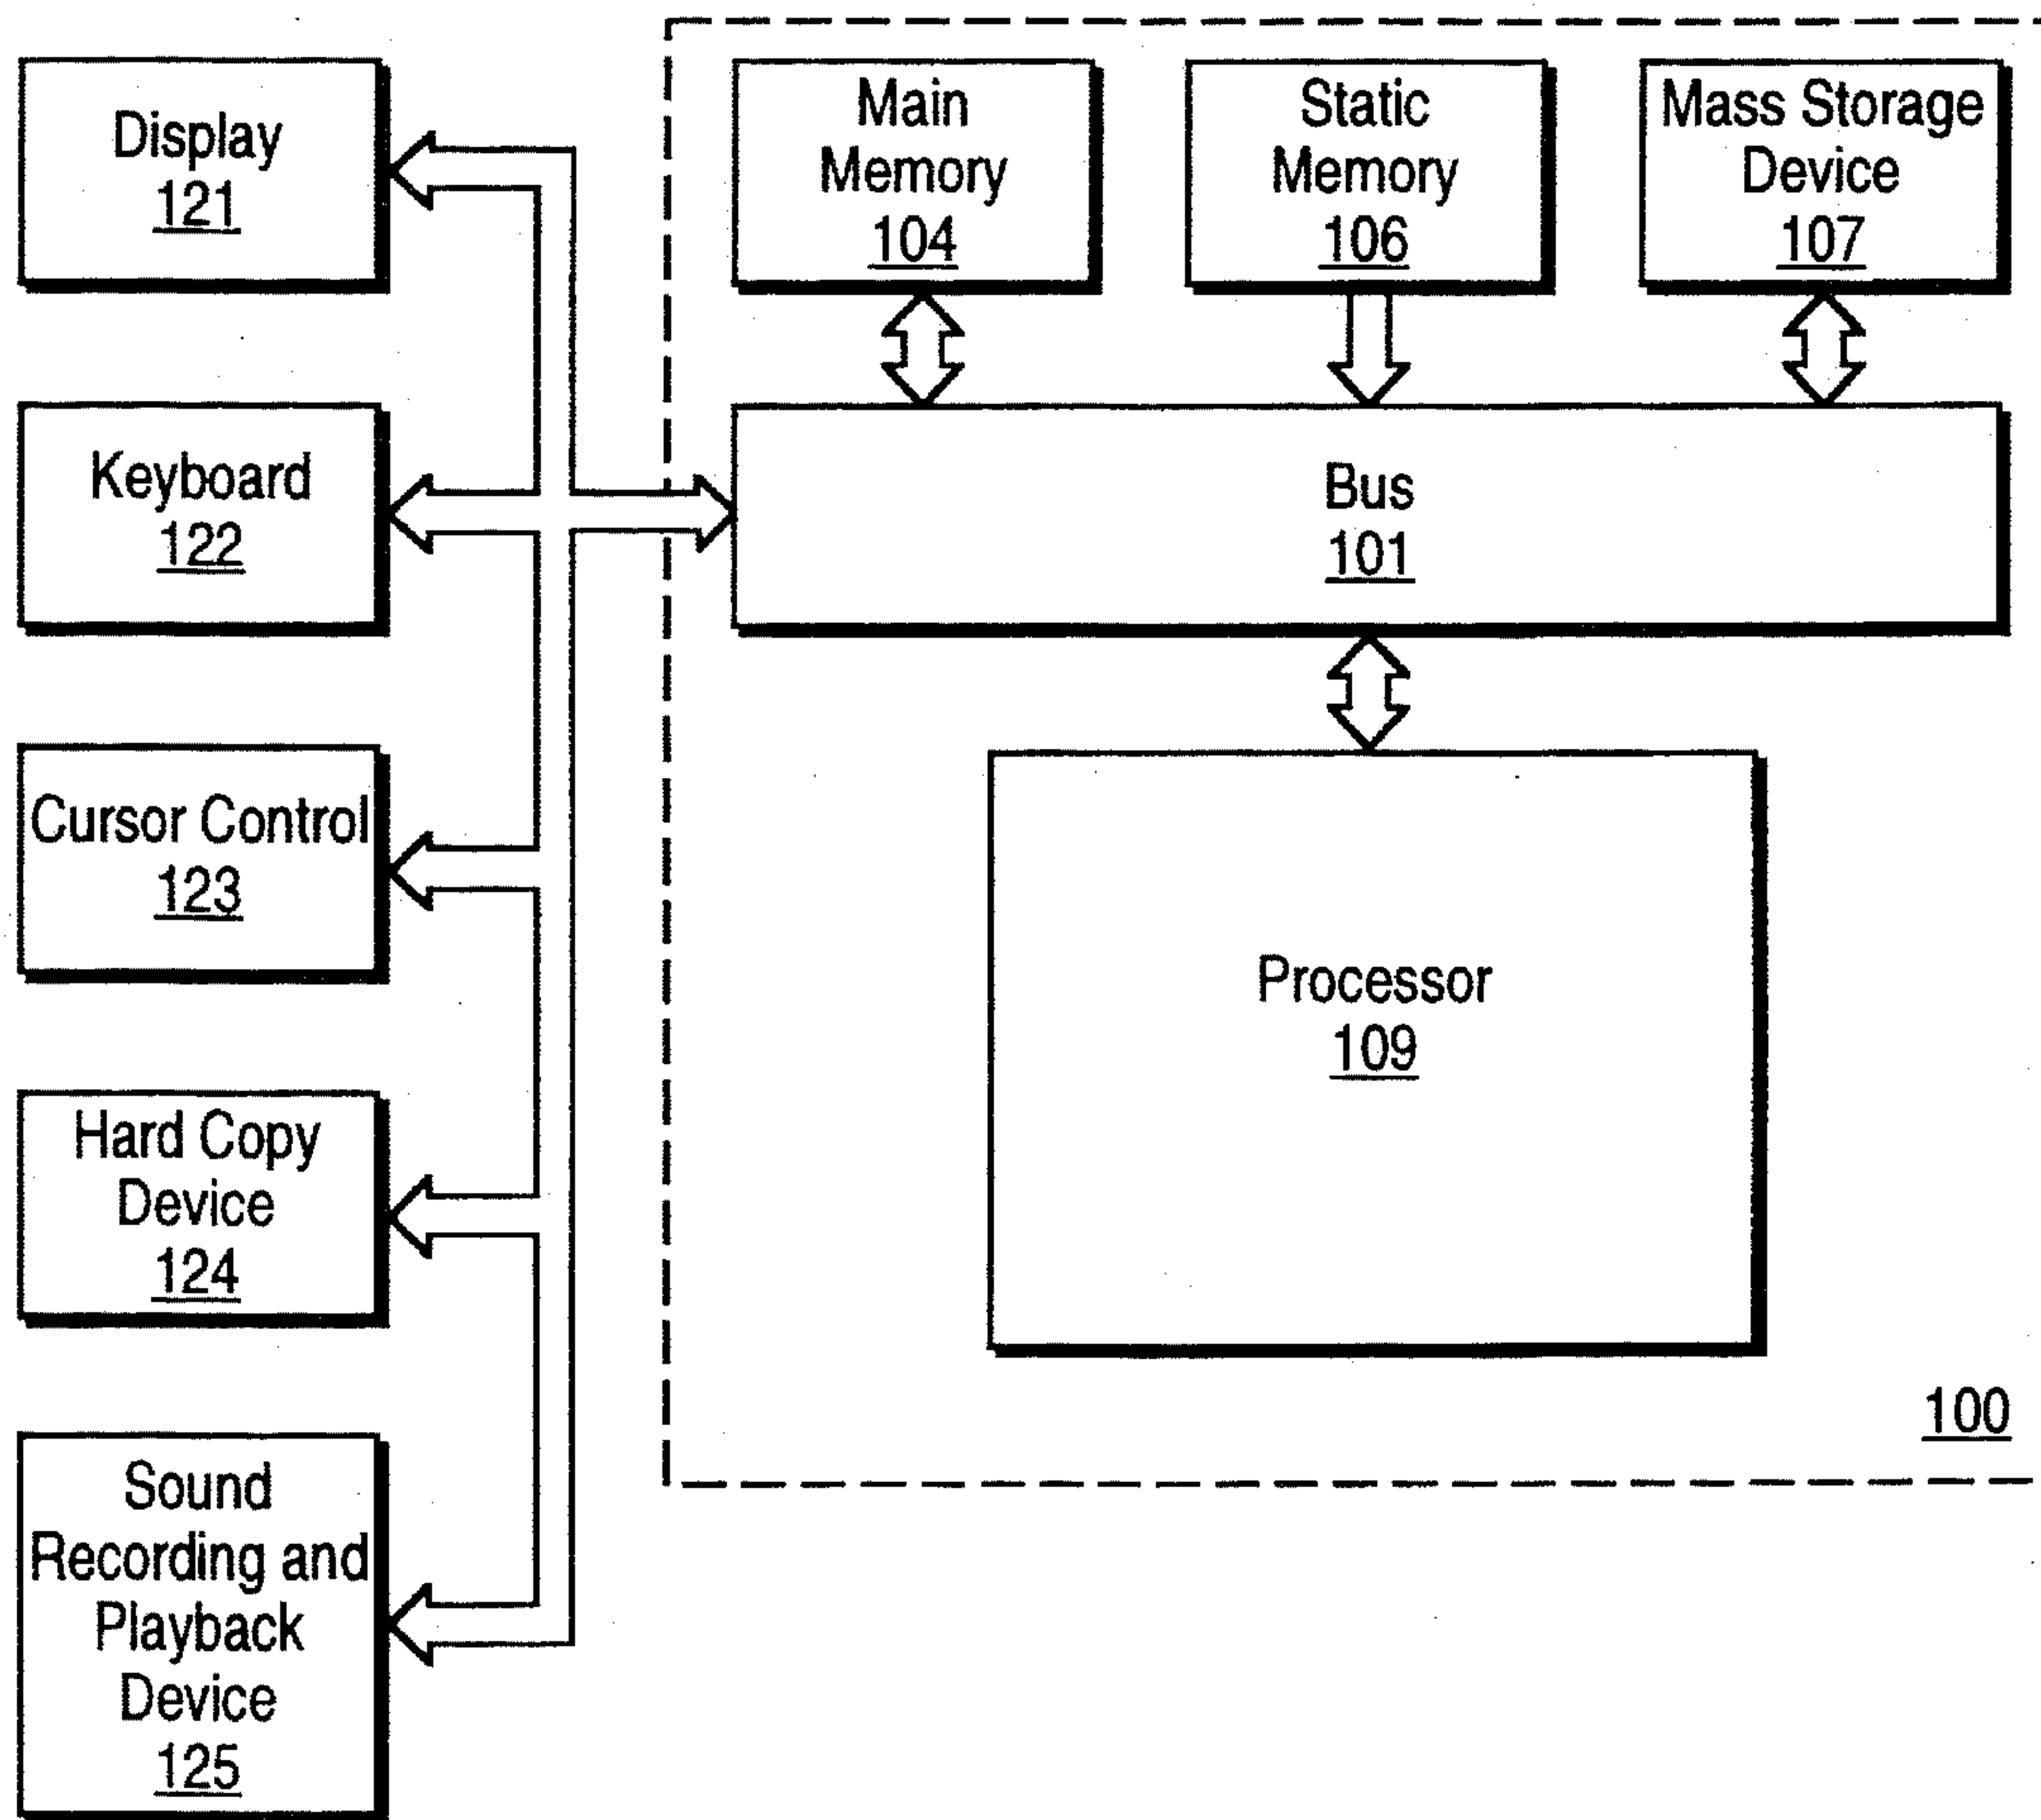 Display
121
Keyboard
122
Cursor Control
123
Hard Copy
Device
124
Sound
Recording and
Playback
Device
125
Main
Memory
104
Static
Memory
106
Mass Storage
Device
107
Bus
101
Processor
109
100